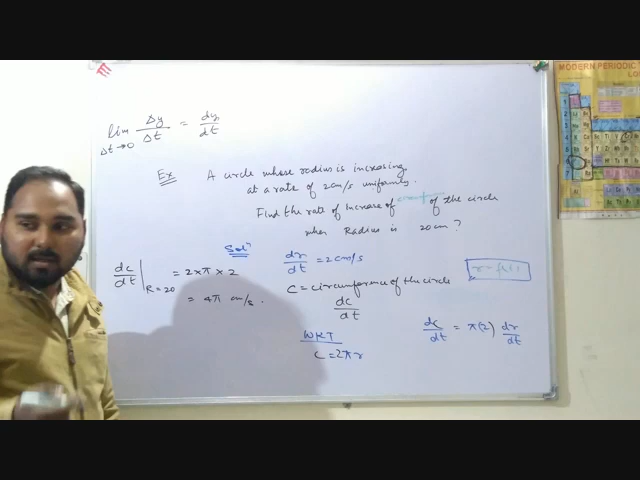 lim Δt→0 Δy/Δt = dy/dt
Ex A circle whose radius is increasing
at a rate of 2cm/s uniformly.
Find the rate of Increase of of the circle
when Radius is 20cm?
Solⁿ
dr/dt = 2cm/s
C = circumference of the circle
dc/dt
WKT
C = 2πr
dc/dt = π(2) dr/dt
dc/dt | R=20 = 2×π×2
= 4π cm/s.
MODERN PERIODIC